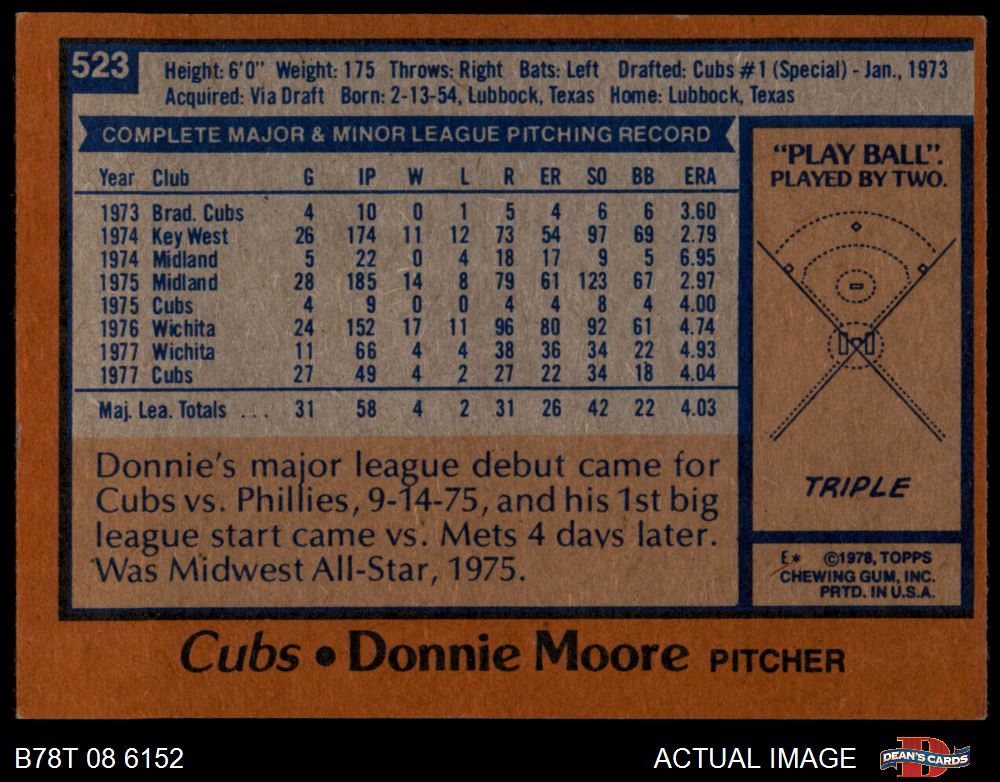 523
Height: 6'0" Weight: 175 Throws: Right Bats: Left Drafted: Cubs #1 (Special) - Jan., 1973
Acquired: Via Draft Born: 2-13-54, Lubbock, Texas Home: Lubbock, Texas
COMPLETE MAJOR & MINOR LEAGUE PITCHING RECORD
Year Club G IP W L R ER SO BB ERA
1973 Brad. Cubs 4 10 0 1 5 4 6 6 3.60
1974 Key West 26 174 11 12 73 54 97 69 2.79
1974 Midland 5 22 0 4 18 17 9 5 6.95
1975 Midland 28 185 14 8 79 61 123 67 2.97
1975 Cubs 4 9 0 0 4 4 8 4 4.00
1976 Wichita 24 152 17 11 96 80 92 61 4.74
1977 Wichita 11 66 4 4 38 36 34 22 4.93
1977 Cubs 27 49 4 2 27 22 34 18 4.04
Maj. Lea. Totals ... 31 58 4 2 31 26 42 22 4.03
Donnie's major league debut came for
Cubs vs. Phillies, 9-14-75, and his 1st big
league start came vs. Mets 4 days later.
Was Midwest All-Star, 1975.
"PLAY BALL".
PLAYED BY TWO.
TRIPLE
E* ©1978, TOPPS
CHEWING GUM, INC.
PRTD. IN U.S.A.
Cubs • Donnie Moore PITCHER
B78T 08 6152
ACTUAL IMAGE
DEAN'S CARDS